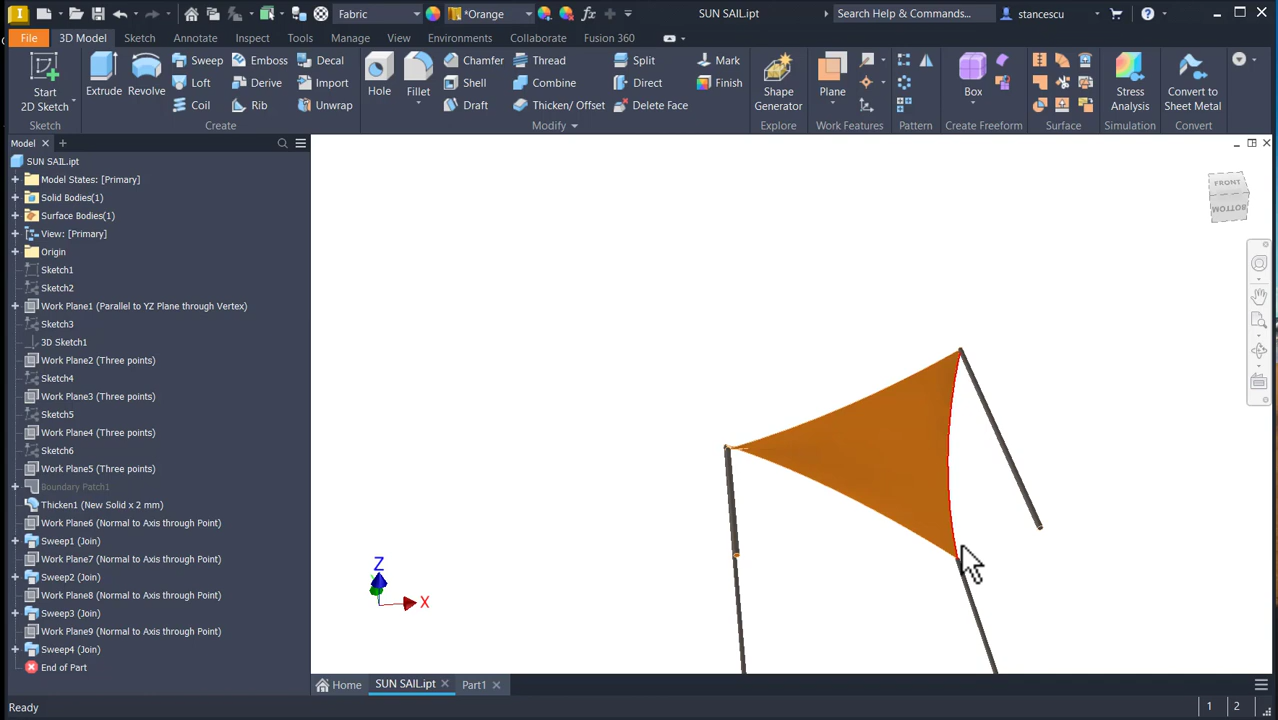 Fabric
*Orange
fx
SUN SAIL.ipt
Search Help & Commands...
stancescu
File
3D Model
Sketch
Annotate
Inspect
Tools
Manage
View
Environments
Collaborate
Fusion 360
Start
2D Sketch
Extrude
Revolve
Sweep
Loft
Coil
Emboss
Derive
Rib
Decal
Import
Unwrap
Hole
Fillet
Chamfer
Shell
Draft
Thread
Combine
Thicken/ Offset
Split
Direct
Delete Face
Mark
Finish
Shape
Generator
Plane
Box
Stress
Analysis
Convert to
Sheet Metal
Sketch
Create
Modify
Explore
Work Features
Pattern
Create Freeform
Surface
Simulation
Convert
Model
SUN SAIL.ipt
Model States: [Primary]
Solid Bodies(1)
Surface Bodies(1)
View: [Primary]
Origin
Sketch1
Sketch2
Work Plane1 (Parallel to YZ Plane through Vertex)
Sketch3
3D Sketch1
Work Plane2 (Three points)
Sketch4
Work Plane3 (Three points)
Sketch5
Work Plane4 (Three points)
Sketch6
Work Plane5 (Three points)
Boundary Patch1
Thicken1 (New Solid x 2 mm)
Work Plane6 (Normal to Axis through Point)
Sweep1 (Join)
Work Plane7 (Normal to Axis through Point)
Sweep2 (Join)
Work Plane8 (Normal to Axis through Point)
Sweep3 (Join)
Work Plane9 (Normal to Axis through Point)
Sweep4 (Join)
End of Part
FRONT
BOTTOM
Z
X
Home
SUN SAIL.ipt
Part1
Ready
1
2